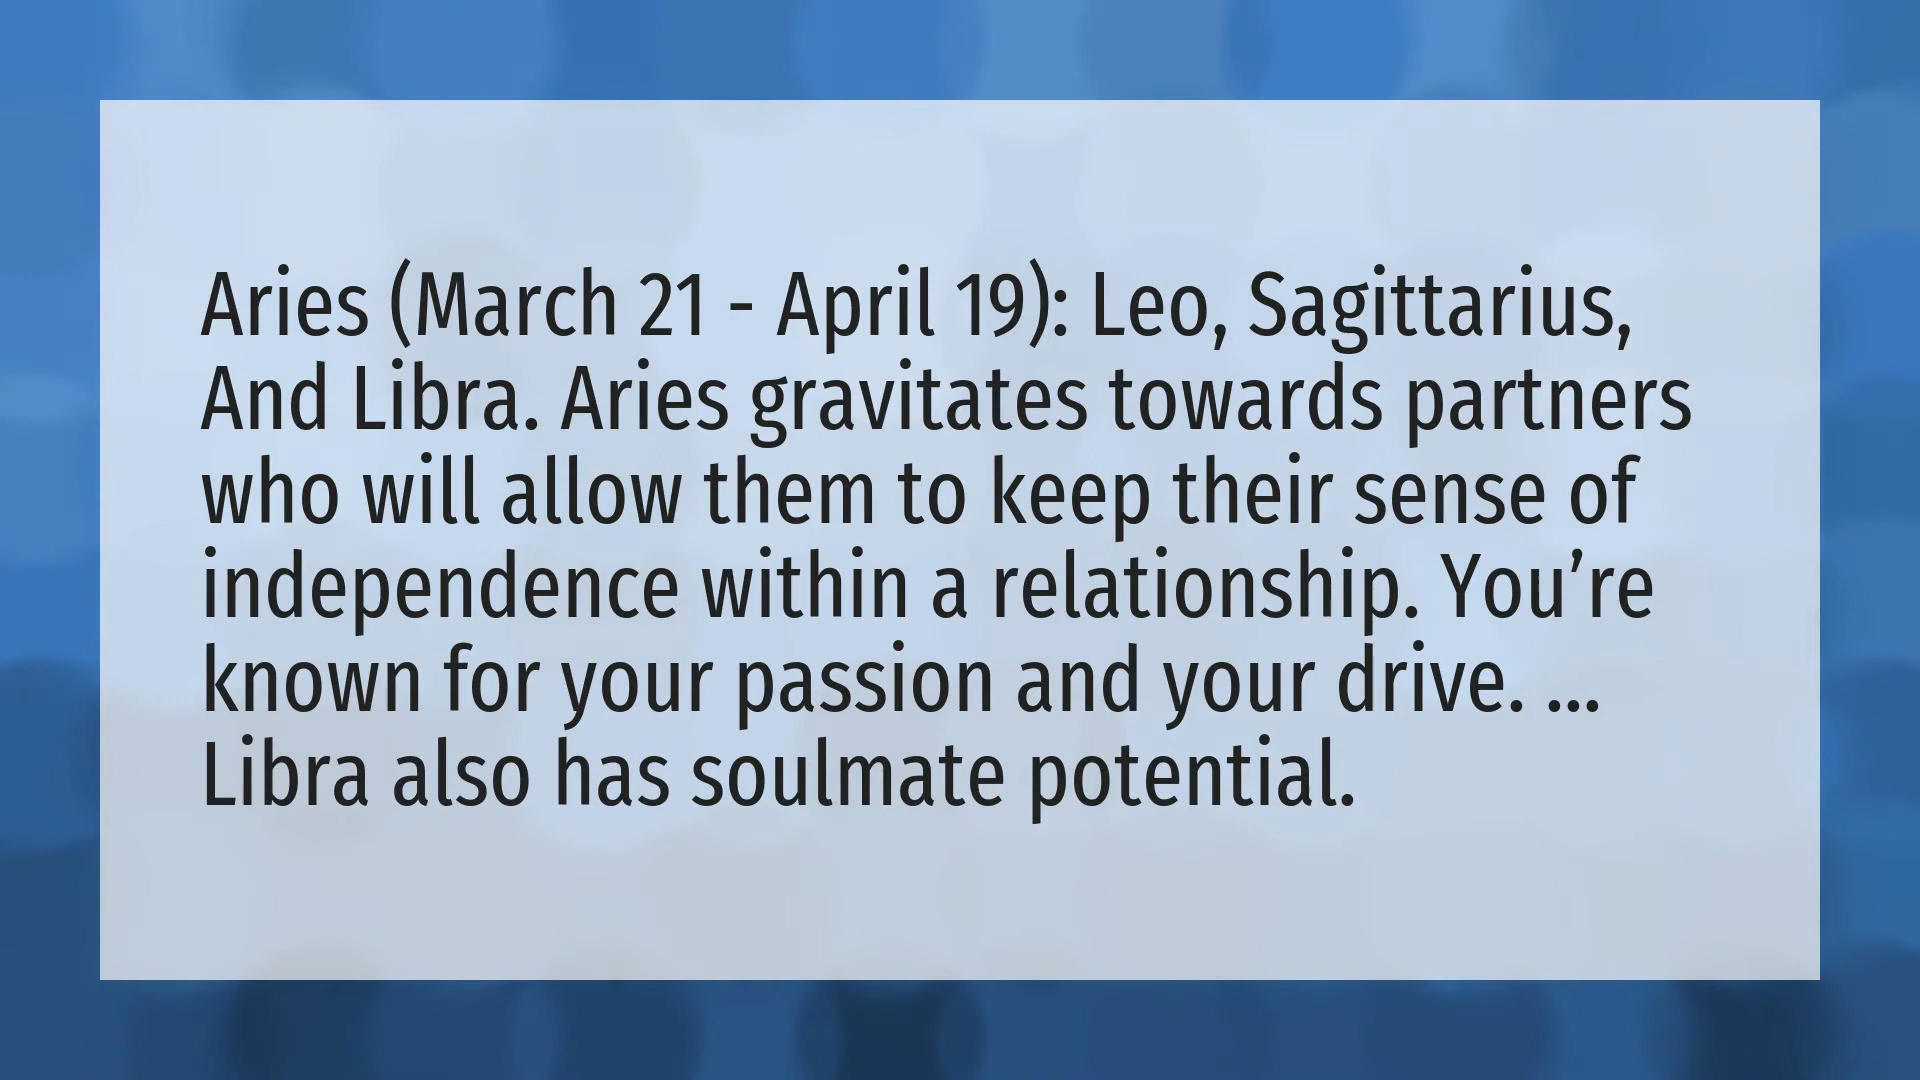 Aries (March 21 - April 19): Leo, Sagittarius,
And Libra. Aries gravitates towards partners
who will allow them to keep their sense of
independence within a relationship. You’re
known for your passion and your drive. ...
Libra also has soulmate potential.